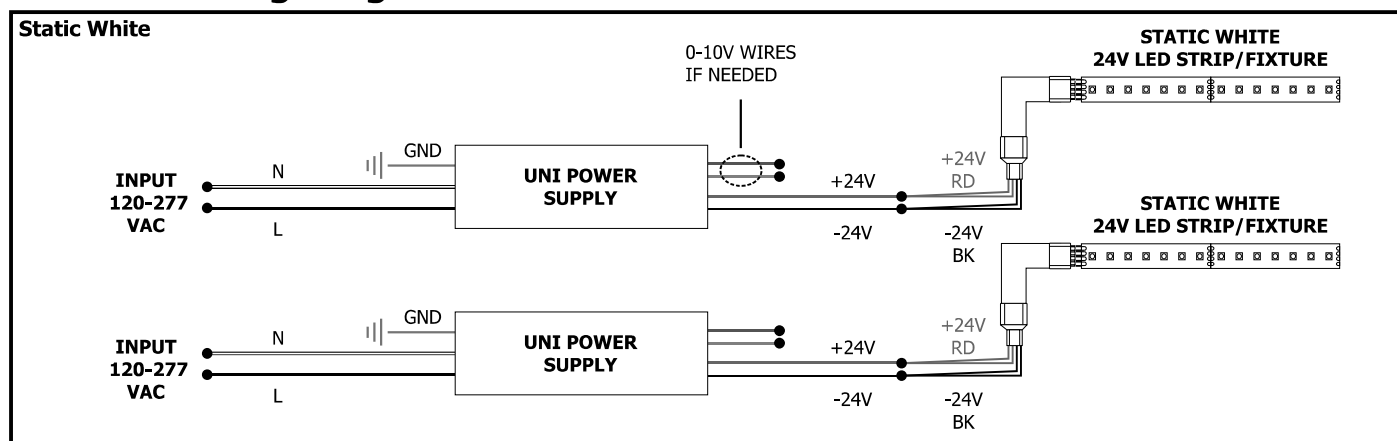 Static White
0-10V WIRES
IF NEEDED
STATIC WHITE
24V LED STRIP/FIXTURE
GND
N
INPUT
120-277
VAC
L
UNI POWER
SUPPLY
+24V
-24V
+24V
RD
-24V
BK
STATIC WHITE
24V LED STRIP/FIXTURE
GND
N
INPUT
120-277
VAC
L
UNI POWER
SUPPLY
+24V
-24V
+24V
RD
-24V
BK